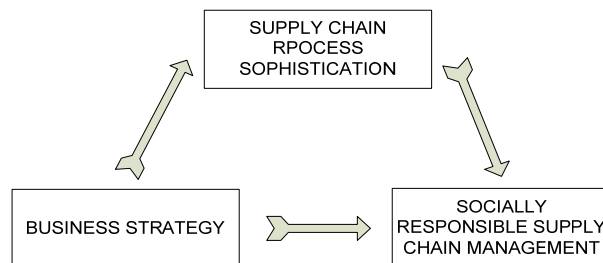 SUPPLY CHAIN
RPOCESS
SOPHISTICATION
BUSINESS STRATEGY
SOCIALLY
RESPONSIBLE SUPPLY
CHAIN MANAGEMENT